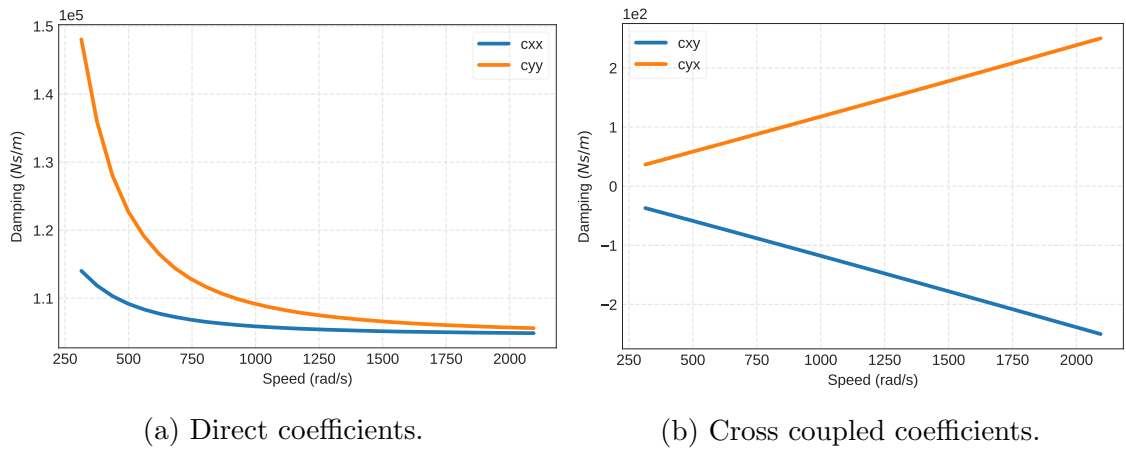 1e5
1.5
1.4
1.3
1.2
1.1
Damping (Ns/m)
cxx
cyy
250 500 750 1000 1250 1500 1750 2000
Speed (rad/s)
(a) Direct coefficients.
1e2
2
1
0
−1
−2
Damping (Ns/m)
cxy
cyx
250 500 750 1000 1250 1500 1750 2000
Speed (rad/s)
(b) Cross coupled coefficients.